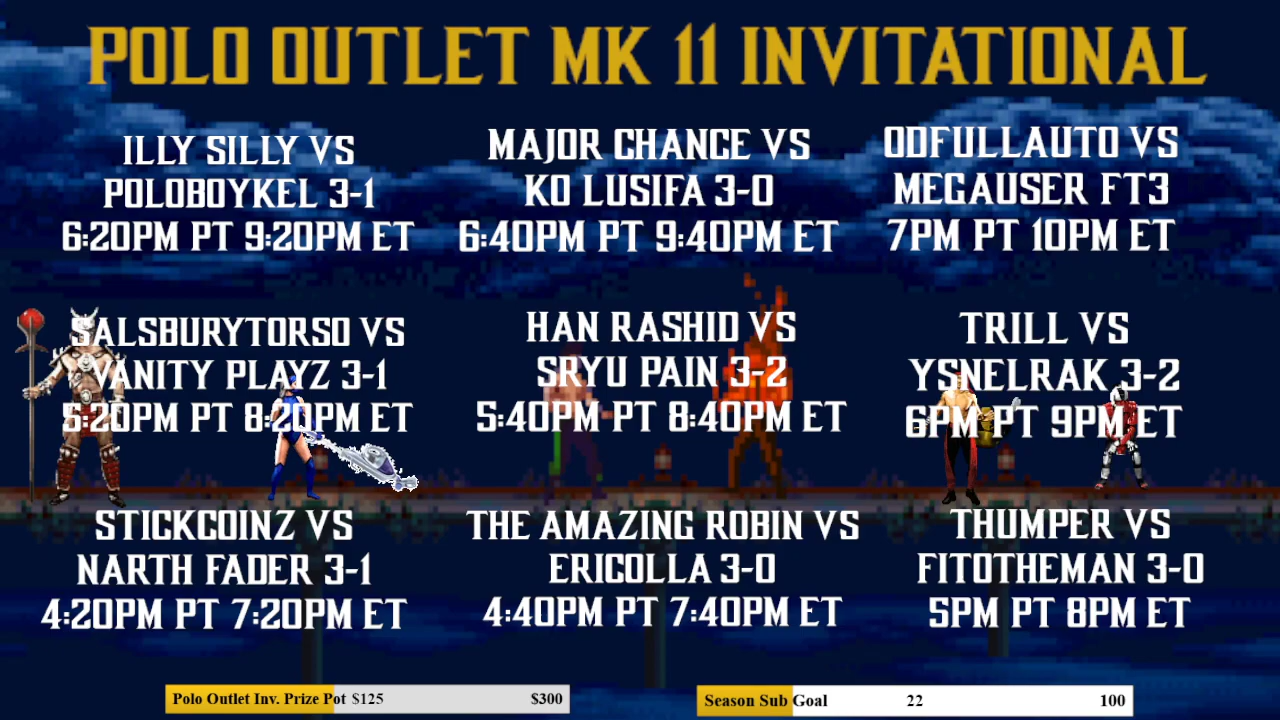 POLO OUTLET MK 11 INVITATIONAL
ILLY SILLY VS
POLOBOYKEL 3-1
6:20PM PT 9:20PM ET
MAJOR CHANCE VS
KO LUSIFA 3-0
6:40PM PT 9:40PM ET
ODFULLAUTO VS
MEGAUSER FT3
7PM PT 10PM ET
SALSBURYTORSO VS
VANITY PLAYZ 3-1
5:20PM PT 8:20PM ET
HAN RASHID VS
SRYU PAIN 3-2
5:40PM PT 8:40PM ET
TRILL VS
YSNELRAK 3-2
6PM PT 9PM ET
STICKCOINZ VS
NARTH FADER 3-1
4:20PM PT 7:20PM ET
THE AMAZING ROBIN VS
ERICOLLA 3-0
4:40PM PT 7:40PM ET
THUMPER VS
FITOTHEMAN 3-0
5PM PT 8PM ET
Polo Outlet Inv. Prize Pot $125 $300
Season Sub Goal 22 100